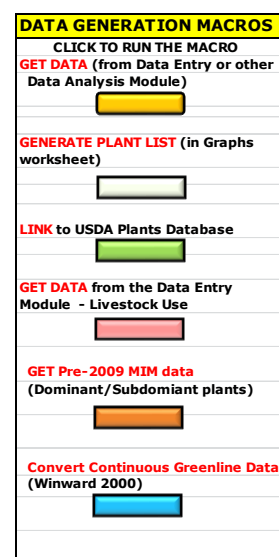 DATA GENERATION MACROS
CLICK TO RUN THE MACRO
GET DATA (from Data Entry or other
Data Analysis Module)
GENERATE PLANT LIST (in Graphs
worksheet)
LINK to USDA Plants Database
GET DATA from the Data Entry
Module - Livestock Use
GET Pre-2009 MIM data
(Dominant/Subdomiant plants)
Convert Continuous Greenline Data
(Winward 2000)